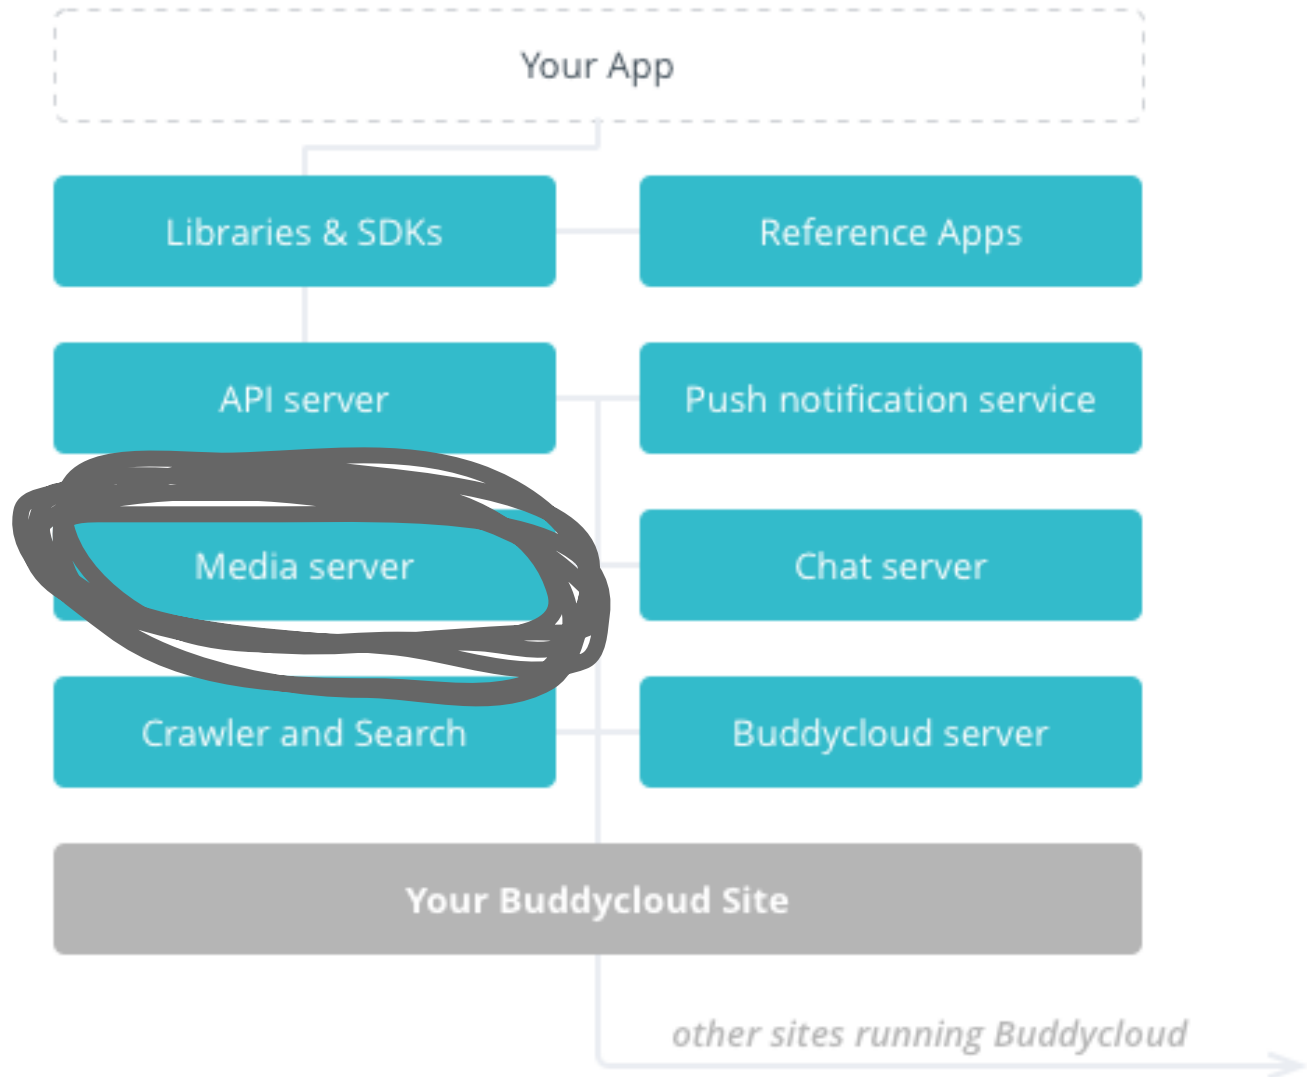 Your App
Libraries & SDKs
Reference Apps
API server
Push notification service
Media server
Chat server
Crawler and Search
Buddycloud server
Your Buddycloud Site
other sites running Buddycloud